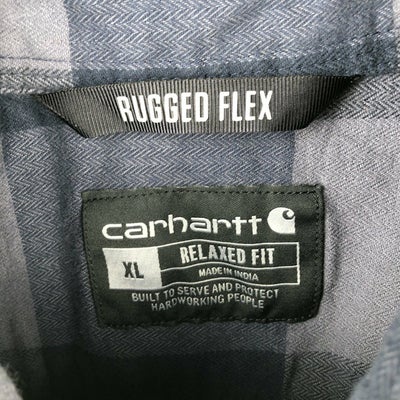 RUGGED FLEX
carhartt
XL RELAXED FIT
MADE IN INDIA
BUILT TO SERVE AND PROTECT
HARDWORKING PEOPLE